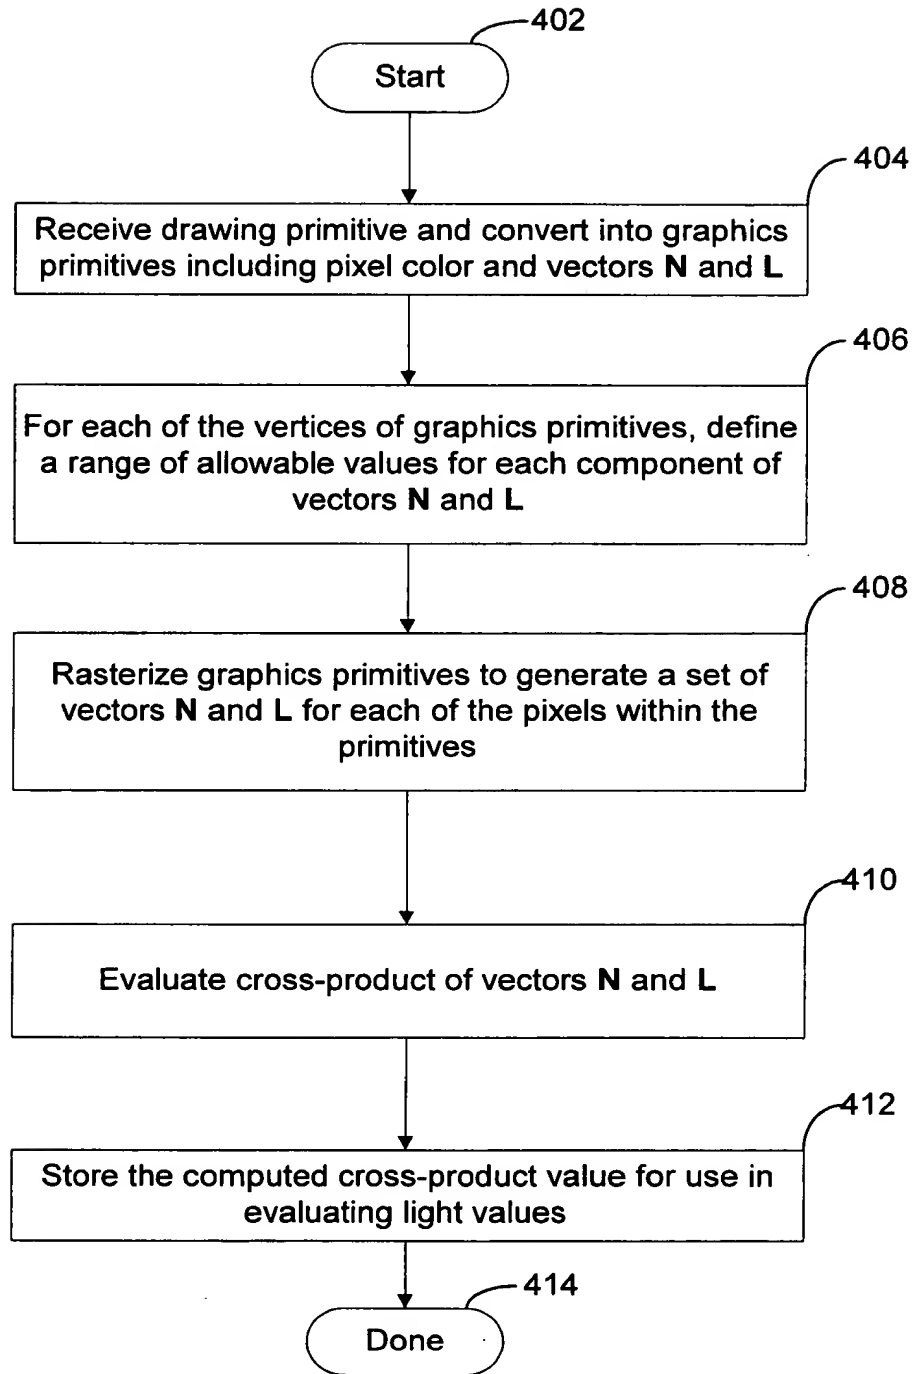 402
Start
404
Receive drawing primitive and convert into graphics
primitives including pixel color and vectors N and L
406
For each of the vertices of graphics primitives, define
a range of allowable values for each component of
vectors N and L
408
Rasterize graphics primitives to generate a set of
vectors N and L for each of the pixels within the
primitives
410
Evaluate cross-product of vectors N and L
412
Store the computed cross-product value for use in
evaluating light values
414
Done